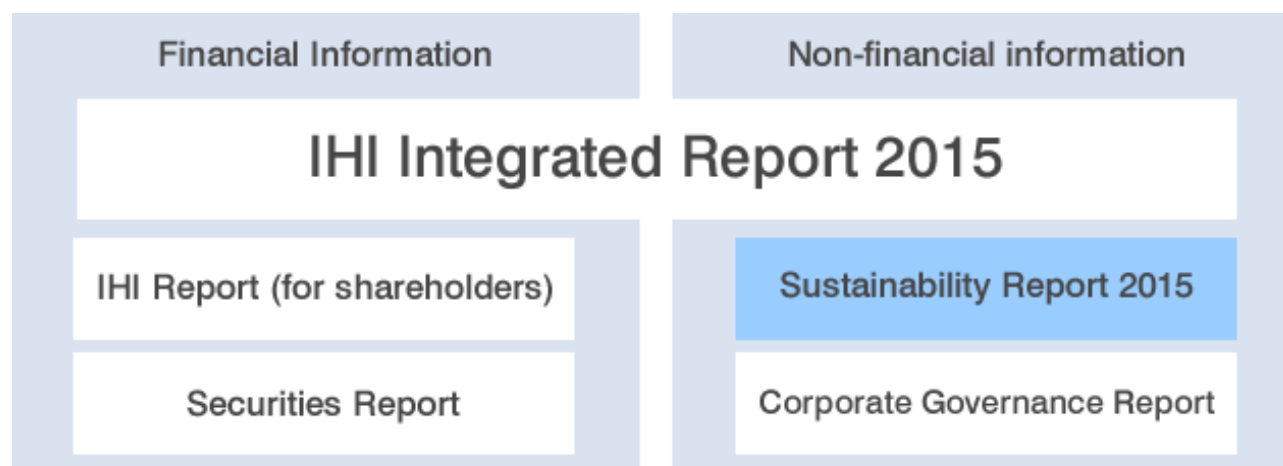 Financial Information
Non-financial information
IHI Integrated Report 2015
IHI Report (for shareholders)
Sustainability Report 2015
Securities Report
Corporate Governance Report